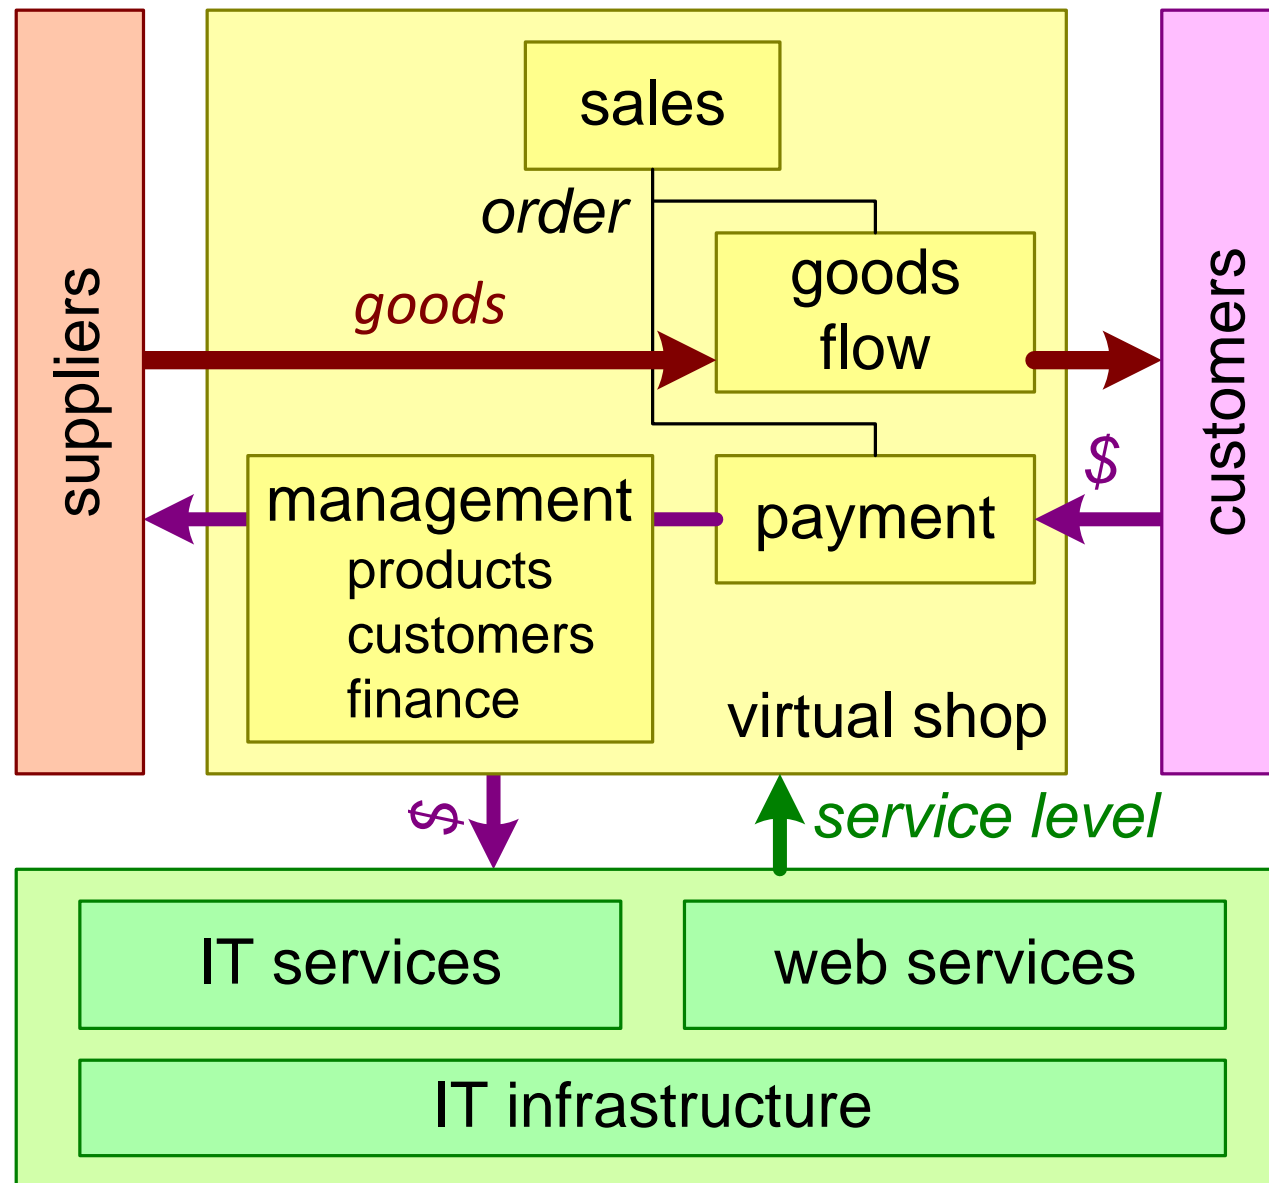 sales
order
goods
flow
goods
suppliers
customers
$
management
products
customers
finance
payment
virtual shop
$
service level
IT services
web services
IT infrastructure